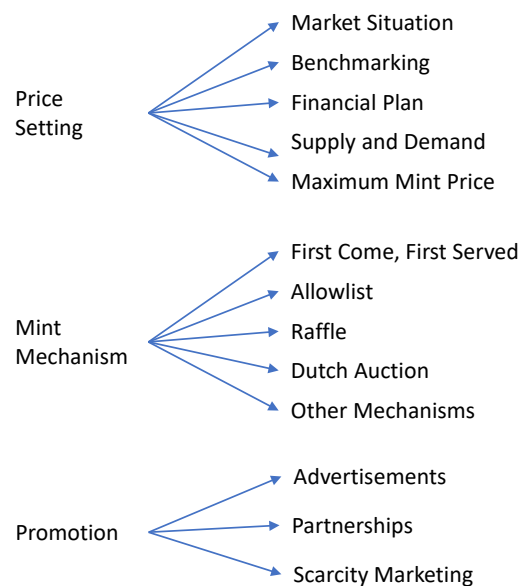 Market Situation
Benchmarking
Price
Setting
Financial Plan
Supply and Demand
Maximum Mint Price
First Come, First Served
Allowlist
Mint
Mechanism
Raffle
Dutch Auction
Other Mechanisms
Advertisements
Promotion
Partnerships
Scarcity Marketing